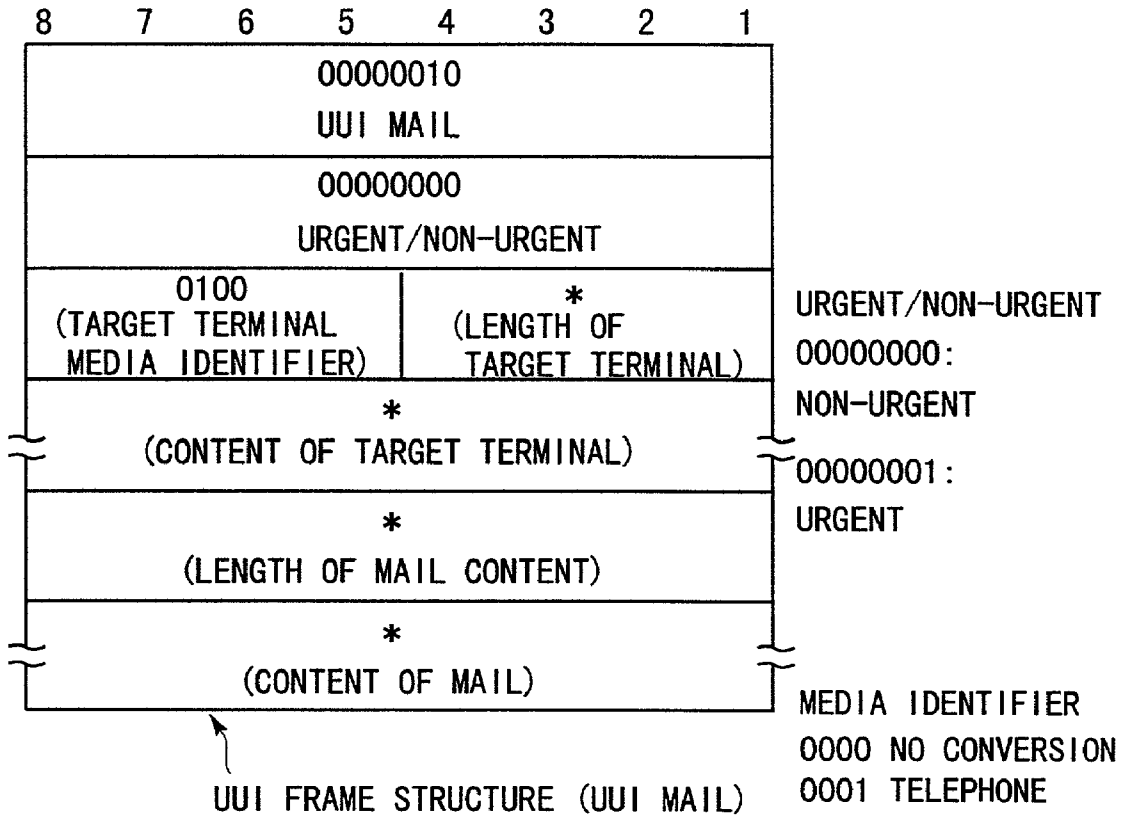 8 7 6 5 4 3 2 1
00000010
UUI MAIL
00000000
URGENT/NON-URGENT
0100
(TARGET TERMINAL
MEDIA IDENTIFIER)
*
(LENGTH OF
TARGET TERMINAL)
*
(CONTENT OF TARGET TERMINAL)
*
(LENGTH OF MAIL CONTENT)
*
(CONTENT OF MAIL)
UUI FRAME STRUCTURE (UUI MAIL)
URGENT/NON-URGENT
00000000:
NON-URGENT
00000001:
URGENT
MEDIA IDENTIFIER
0000 NO CONVERSION
0001 TELEPHONE